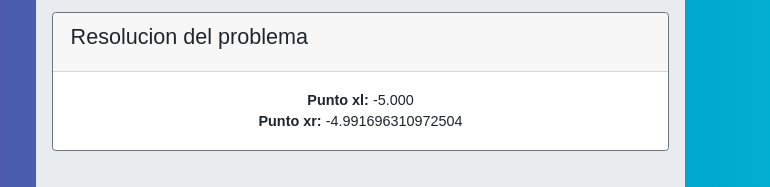 Resolucion del problema
Punto xl: -5.000
Punto xr: -4.991696310972504